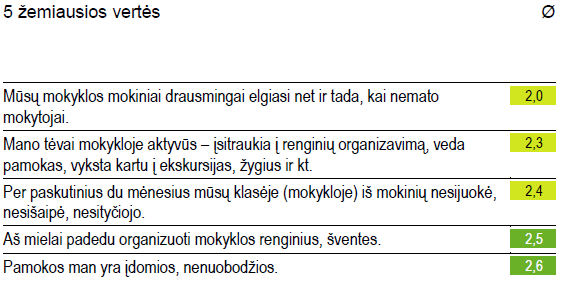 5 žemiausios vertės Ø
Mūsų mokyklos mokiniai drausmingai elgiasi net ir tada, kai nemato 2,0
mokytojai.
Mano tėvai mokykloje aktyvūs – įsitraukia į renginių organizavimą, veda 2,3
pamokas, vyksta kartu į ekskursijas, žygius ir kt.
Per paskutinius du mėnesius mūsų klasėje (mokykloje) iš mokinių nesijuokė, 2,4
nesišaipė, nesityčiojo.
Aš mielai padedu organizuoti mokyklos renginius, šventes. 2,5
Pamokos man yra įdomios, nenuobodžios. 2,6